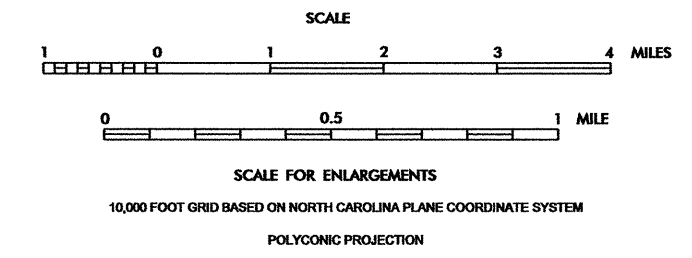 SCALE
1 0 1 2 3 4 MILES
0 0.5 1 MILE
SCALE FOR ENLARGEMENTS
10,000 FOOT GRID BASED ON NORTH CAROLINA PLANE COORDINATE SYSTEM
POLYCONIC PROJECTION